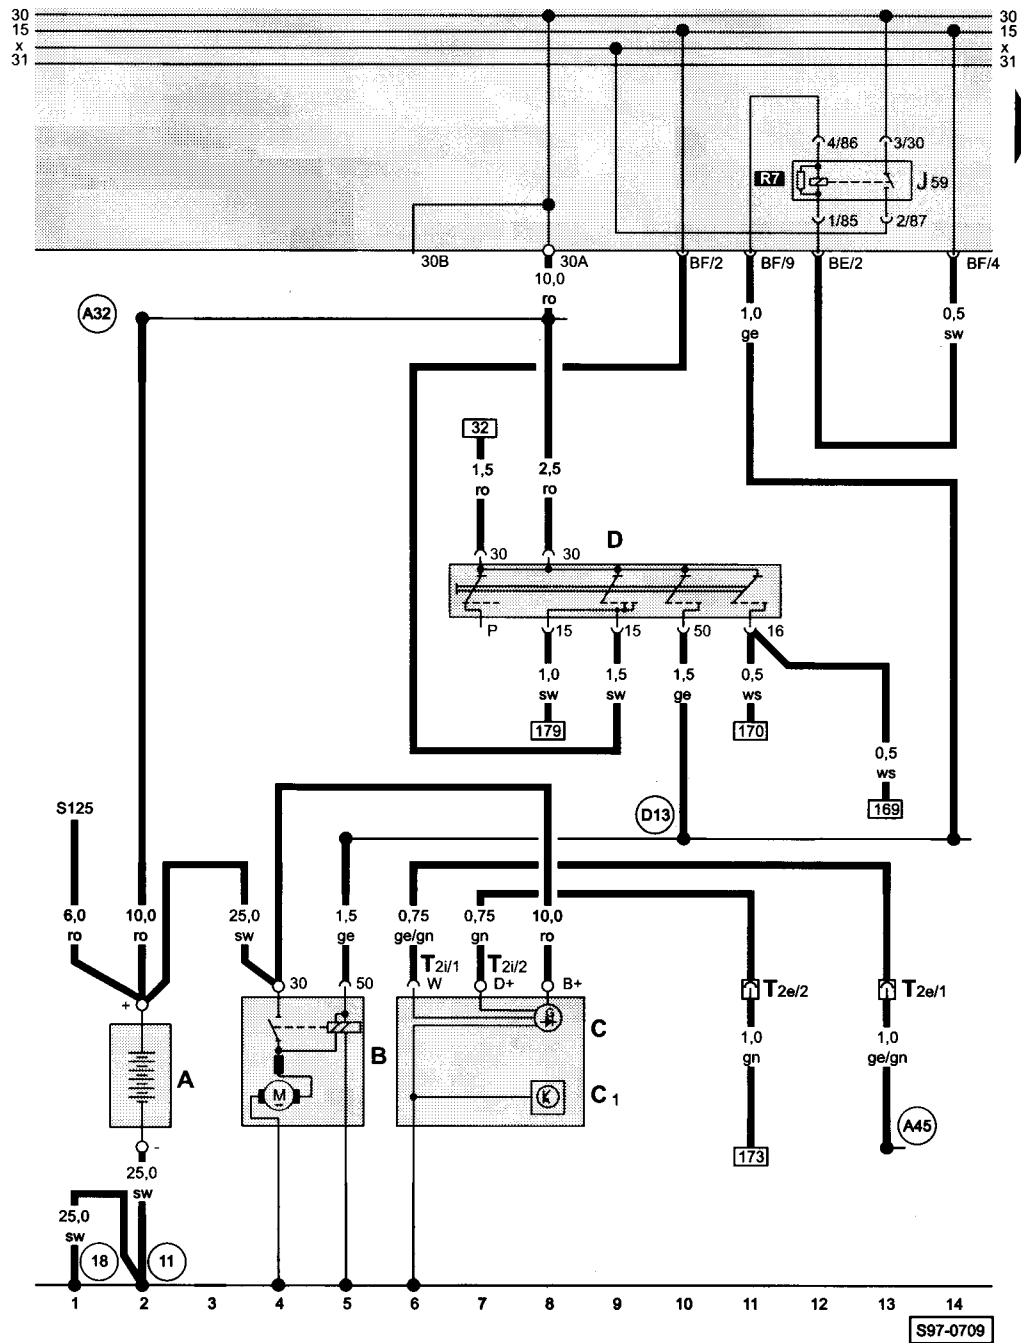 30 30
15 15
x x
31 31
4/86 3/30
R7 J 59
1/85 2/87
30B 30A BF/2 BF/9 BE/2 BF/4
10,0
ro
A32
1,0 0,5
ge sw
32
1,5 2,5
ro ro
D
30 30
P 15 15 50 16
1,0 1,5 1,5 0,5
sw sw ge ws
179 170
0,5
ws
169
S125
D13
6,0 10,0 25,0 1,5 0,75 0,75 10,0
ro ro sw ge ge/gn gn ro
T2i/1 T2i/2
30 50 W D+ B+
T2e/2 T2e/1
+
G
C
1,0 1,0
gn ge/gn
A B
M
C 1
A45
173
-
25,0
sw
25,0
sw
18 11
1 2 3 4 5 6 7 8 9 10 11 12 13 14
S97-0709